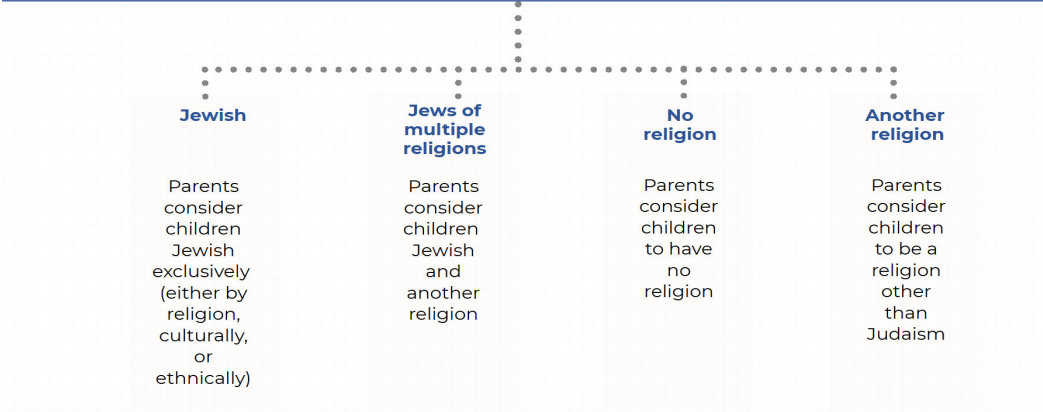 Jewish
Parents
consider
children
Jewish
exclusively
(either by
religion,
culturally,
or
ethnically)
Jews of
multiple
religions
Parents
consider
children
Jewish
and
another
religion
No
religion
Parents
consider
children
to have
no
religion
Another
religion
Parents
consider
children
to be a
religion
other
than
Judaism